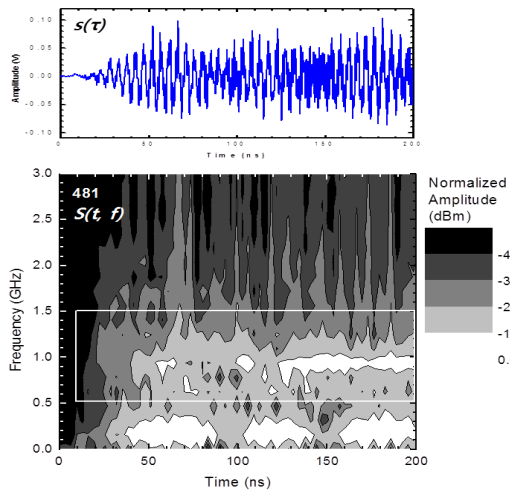 s(τ)
Amplitude (V)
0.10
0.05
0.00
-0.05
-0.10
0 50 100 150 200
Time (ns)
481
S(t, f)
Frequency (GHz)
3.0
2.5
2.0
1.5
1.0
0.5
0.0
0 50 100 150 200
Time (ns)
Normalized
Amplitude
(dBm)
-4
-3
-2
-1
0.